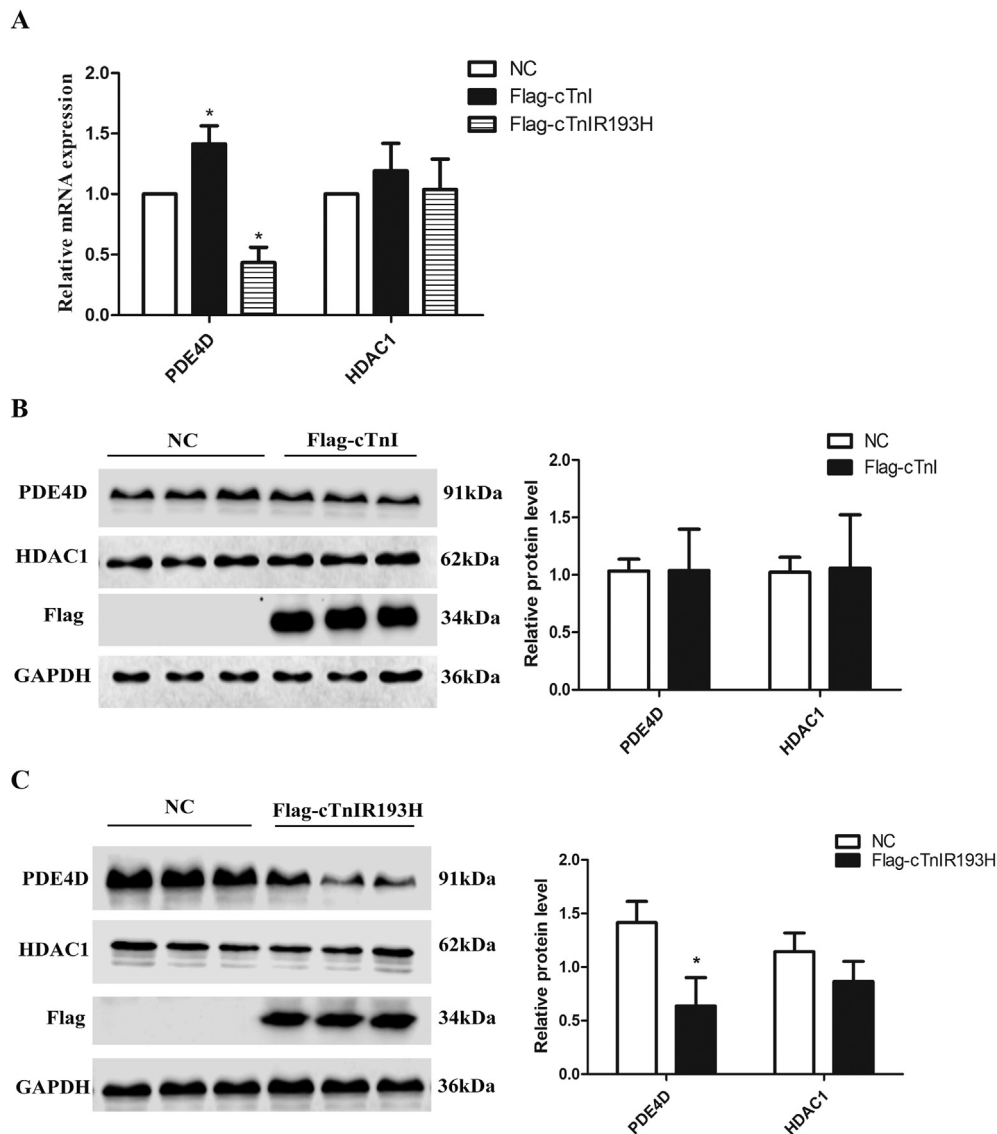 A
NC
Flag-cTnI
Flag-cTnIR193H
Relative mRNA expression
2.0
1.5
1.0
0.5
0.0
*
*
PDE4D
HDAC1
B
NC
Flag-cTnI
PDE4D
91kDa
HDAC1
62kDa
Flag
34kDa
GAPDH
36kDa
NC
Flag-cTnI
Relative protein level
1.5
1.0
0.5
0.0
PDE4D
HDAC1
C
NC
Flag-cTnIR193H
PDE4D
91kDa
HDAC1
62kDa
Flag
34kDa
GAPDH
36kDa
NC
Flag-cTnIR193H
Relative protein level
2.0
1.5
1.0
0.5
0.0
*
PDE4D
HDAC1